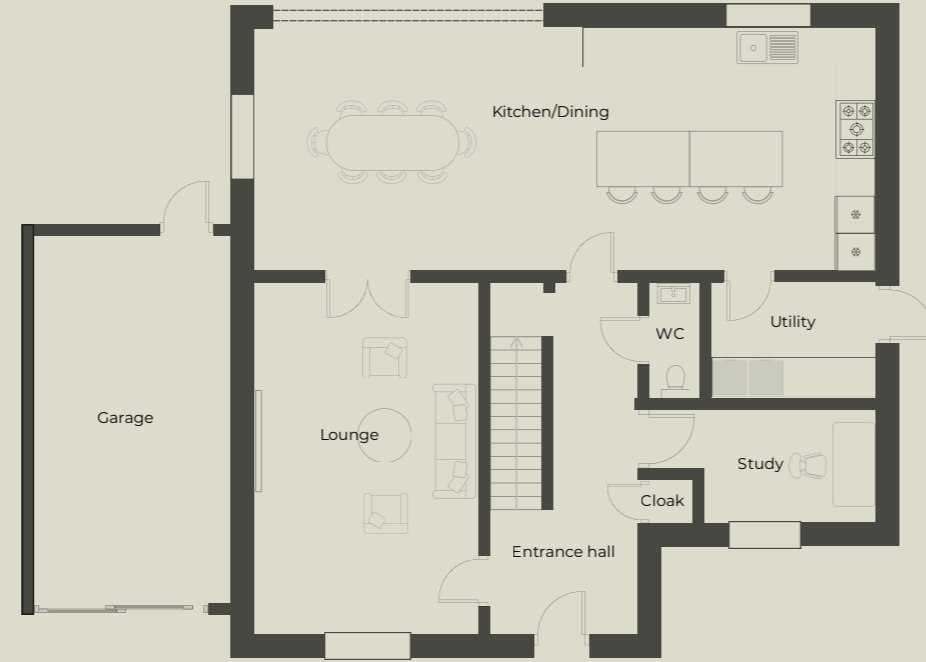 Kitchen/Dining
WC
Utility
Garage
Lounge
Study
Cloak
Entrance hall